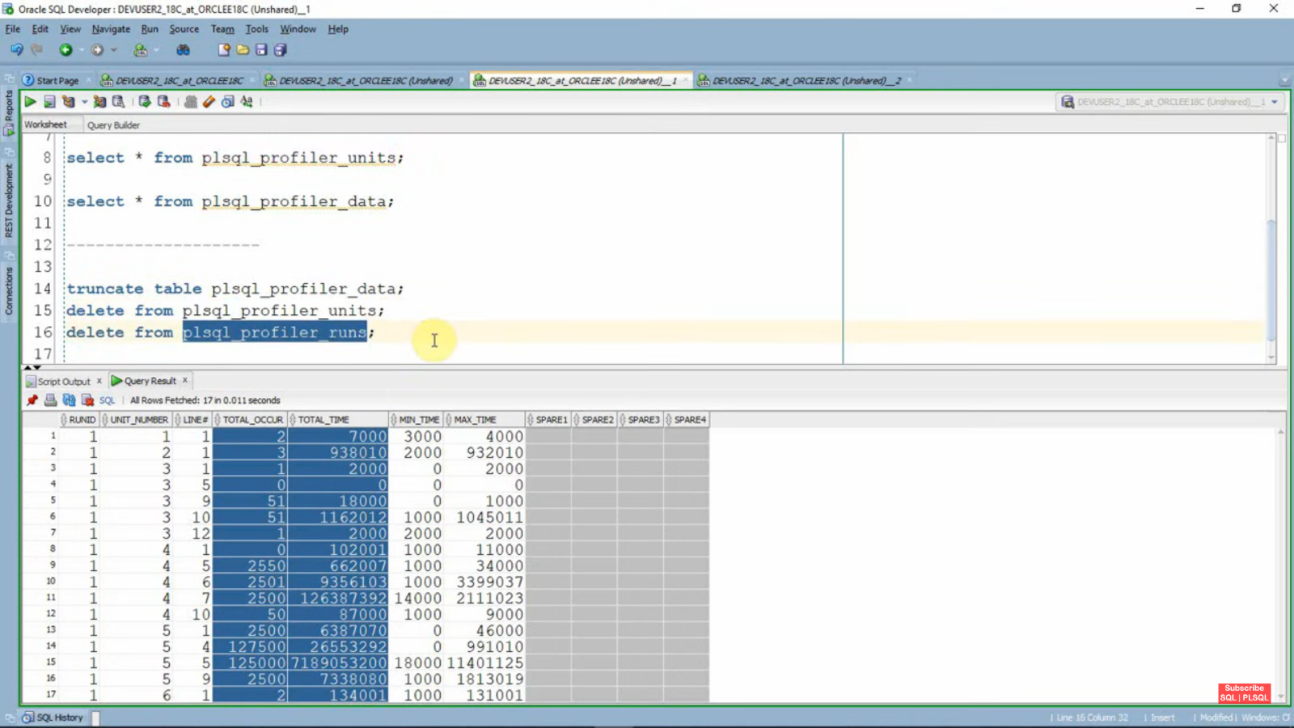 Oracle SQL Developer : DEVUSER2_18C_at_ORCLEE18C (Unshared)__1
File Edit View Navigate Run Source Team Tools Window Help
Start Page DEVUSER2_18C_at_ORCLEE18C DEVUSER2_18C_at_ORCLEE18C (Unshared) DEVUSER2_18C_at_ORCLEE18C (Unshared)__1 DEVUSER2_18C_at_ORCLEE18C (Unshared)__2
Reports
REST Development
Connections
DEVUSER2_18C_at_ORCLEE18C (Unshared)__1
Worksheet Query Builder
7
8 select * from plsql_profiler_units;
9
10 select * from plsql_profiler_data;
11
12 --------------------
13
14 truncate table plsql_profiler_data;
15 delete from plsql_profiler_units;
16 delete from plsql_profiler_runs;
17
Script Output x Query Result x
SQL | All Rows Fetched: 17 in 0.011 seconds
RUNID UNIT_NUMBER LINE# TOTAL_OCCUR TOTAL_TIME MIN_TIME MAX_TIME SPARE1 SPARE2 SPARE3 SPARE4
1 1 1 1 2 7000 3000 4000
2 1 2 1 3 938010 2000 932010
3 1 3 1 1 2000 0 2000
4 1 3 5 0 0 0 0
5 1 3 9 51 18000 0 1000
6 1 3 10 51 1162012 1000 1045011
7 1 3 12 1 2000 2000 2000
8 1 4 1 0 102001 1000 11000
9 1 4 5 2550 662007 1000 34000
10 1 4 6 2501 9356103 1000 3399037
11 1 4 7 2500 126387392 14000 2111023
12 1 4 10 50 87000 1000 9000
13 1 5 1 2500 6387070 0 46000
14 1 5 4 127500 26553292 0 991010
15 1 5 5 125000 7189053200 18000 11401125
16 1 5 9 2500 7338080 1000 1813019
17 1 6 1 2 134001 1000 131001
Subscribe
SQL | PLSQL
SQL History
Line 16 Column 32 | Insert | Modified | Windows: